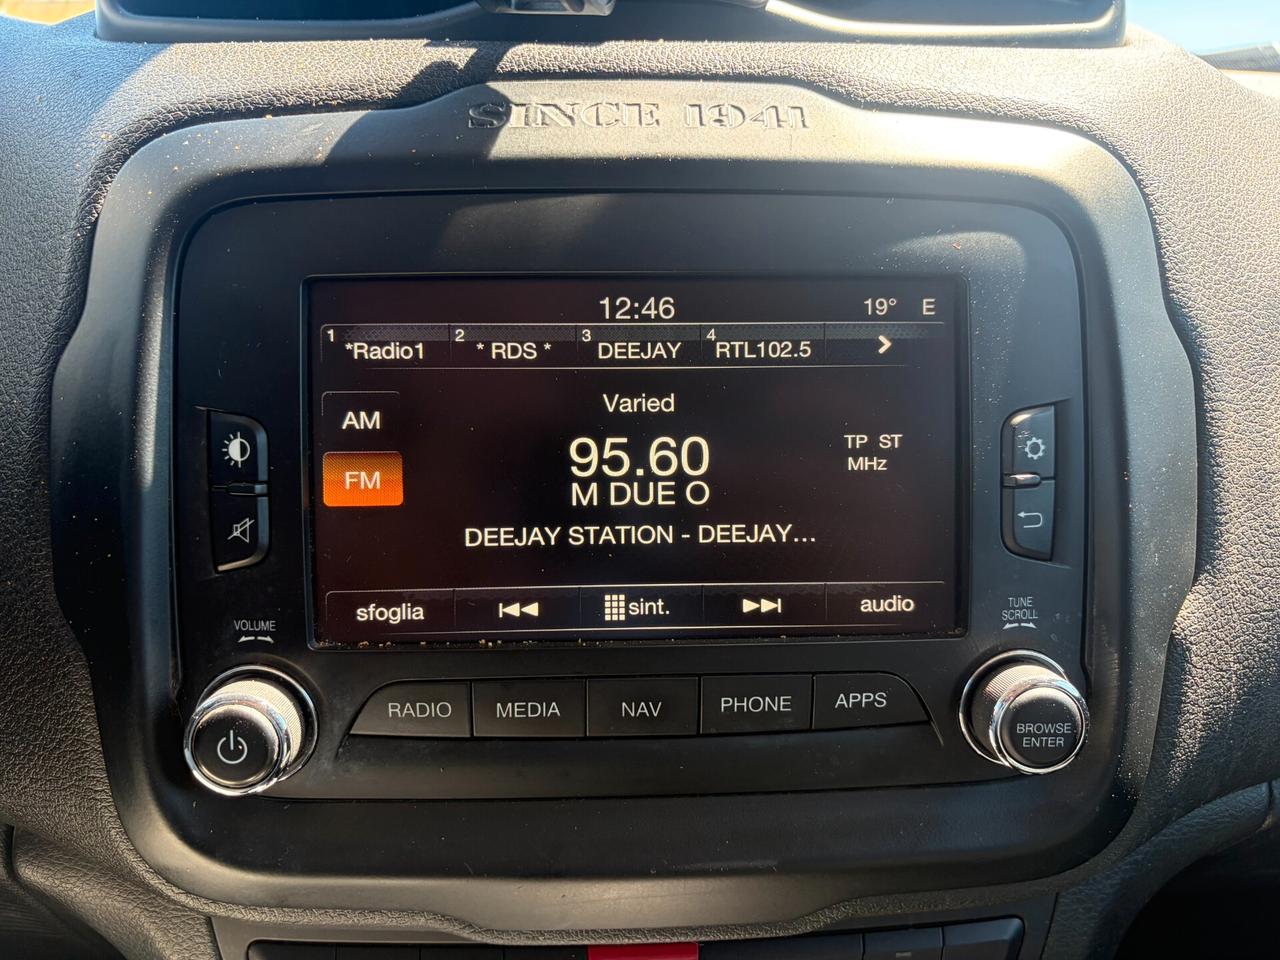 SINCE 1941
12:46 19° E
1 *Radio1 2 * RDS * 3 DEEJAY 4 RTL102.5
Varied
AM
95.60 TP ST
MHz
FM
M DUE O
DEEJAY STATION - DEEJAY...
sfoglia sint. audio
VOLUME
TUNE
SCROLL
RADIO MEDIA NAV PHONE APPS
BROWSE
ENTER